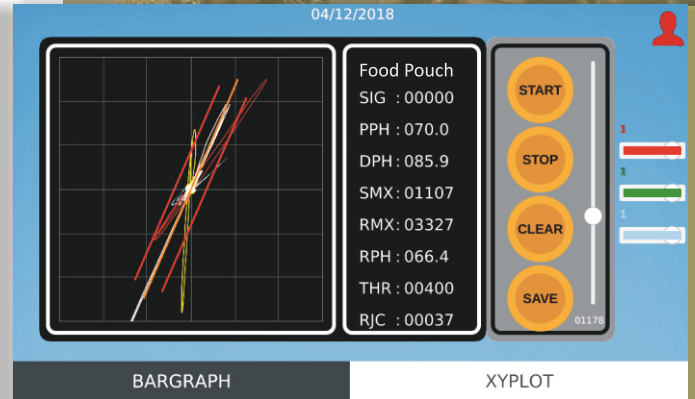 04/12/2018
Food Pouch
SIG : 00000
PPH : 070.0
DPH : 085.9
SMX : 01107
RMX : 03327
RPH : 066.4
THR : 00400
RJC : 00037
START
STOP
CLEAR
SAVE
01178
1
1
1
BARGRAPH
XYPLOT